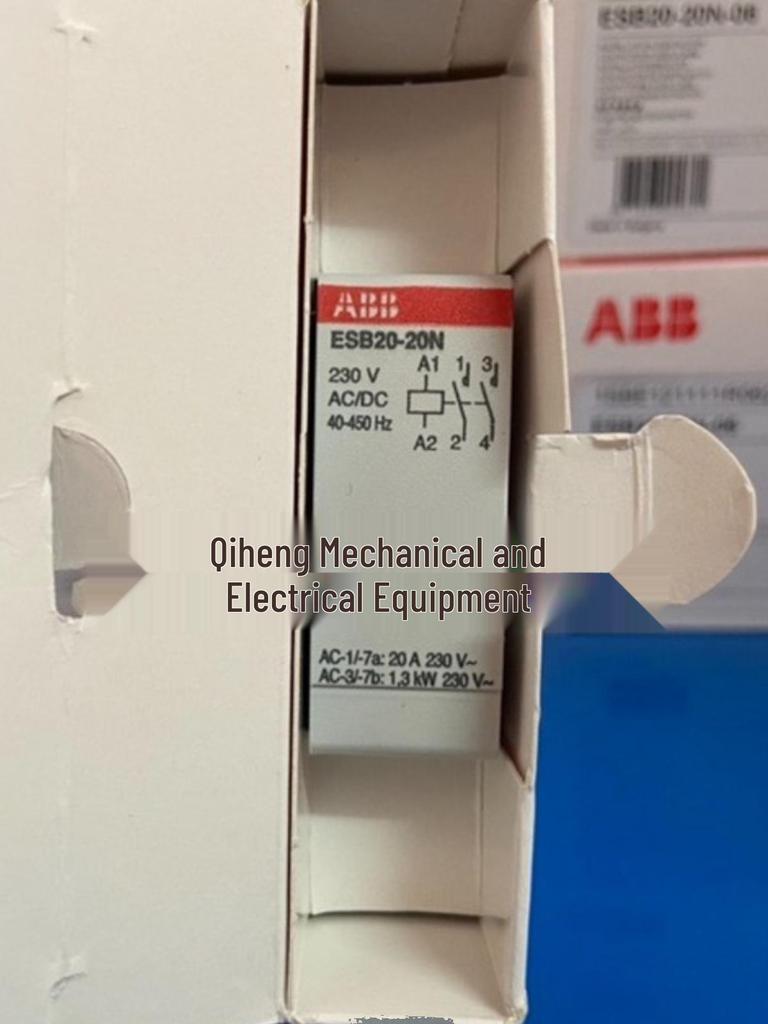 ESB20-20N-06
ABB
ABB
ESB20-20N
230 V
AC/DC
40-450 Hz
A1 1 3
A2 2 4
Qiheng Mechanical and
Electrical Equipment
AC-1/-7a: 20 A 230 V~
AC-3/-7b: 1,3 kW 230 V~